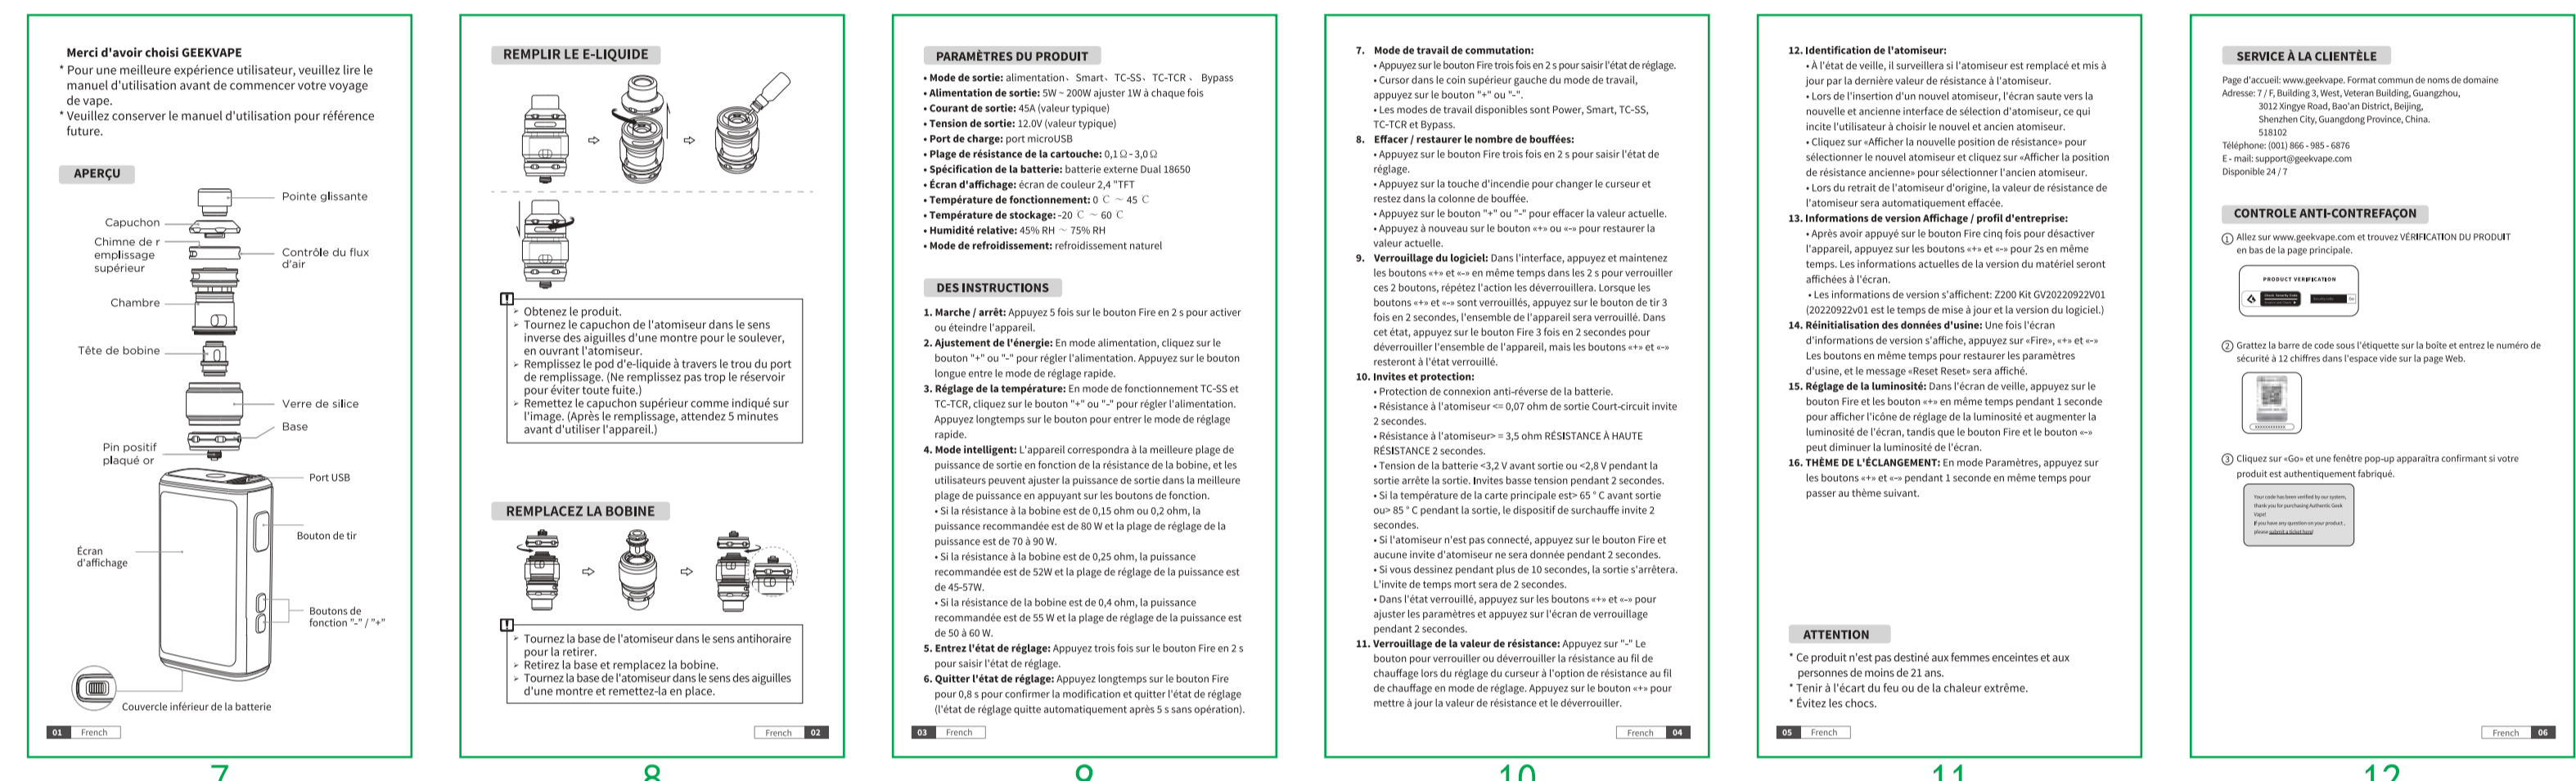 Merci d'avoir choisi GEEKVAPE
* Pour une meilleure expérience utilisateur, veuillez lire le
manuel d'utilisation avant de commencer votre voyage
de vape.
* Veuillez conserver le manuel d'utilisation pour référence
future.
APERÇU
Pointe glissante
Capuchon
Chimne de r
emplissage
supérieur
Contrôle du flux
d'air
Chambre
Tête de bobine
Verre de silice
Base
Pin positif
plaqué or
Port USB
Bouton de tir
Écran
d'affichage
Boutons de
fonction "-" / "+"
Couvercle inférieur de la batterie
01 French
7
REMPLIR LE E-LIQUIDE
> Obtenez le produit.
> Tournez le capuchon de l'atomiseur dans le sens
inverse des aiguilles d'une montre pour le soulever,
en ouvrant l'atomiseur.
> Remplissez le pod d'e-liquide à travers le trou du port
de remplissage. (Ne remplissez pas trop le réservoir
pour éviter toute fuite.)
> Remettez le capuchon supérieur comme indiqué sur
l'image. (Après le remplissage, attendez 5 minutes
avant d'utiliser l'appareil.)
REMPLACEZ LA BOBINE
> Tournez la base de l'atomiseur dans le sens antihoraire
pour la retirer.
> Retirez la base et remplacez la bobine.
> Tournez la base de l'atomiseur dans le sens des aiguilles
d'une montre et remettez-la en place.
French 02
8
PARAMÈTRES DU PRODUIT
• Mode de sortie: alimentation、Smart、TC-SS、TC-TCR 、 Bypass
• Alimentation de sortie: 5W ~ 200W ajuster 1W à chaque fois
• Courant de sortie: 45A (valeur typique)
• Tension de sortie: 12.0V (valeur typique)
• Port de charge: port microUSB
• Plage de résistance de la cartouche: 0,1 Ω - 3,0 Ω
• Spécification de la batterie: batterie externe Dual 18650
• Écran d'affichage: écran de couleur 2,4 "TFT
• Température de fonctionnement: 0 C ~ 45 C
• Température de stockage: -20 C ~ 60 C
• Humidité relative: 45% RH ~ 75% RH
• Mode de refroidissement: refroidissement naturel
DES INSTRUCTIONS
1. Marche / arrêt: Appuyez 5 fois sur le bouton Fire en 2 s pour activer
ou éteindre l'appareil.
2. Ajustement de l'énergie: En mode alimentation, cliquez sur le
bouton "+" ou "-" pour régler l'alimentation. Appuyez sur le bouton
longue entre le mode de réglage rapide.
3. Réglage de la température: En mode de fonctionnement TC-SS et
TC-TCR, cliquez sur le bouton "+" ou "-" pour régler l'alimentation.
Appuyez longtemps sur le bouton pour entrer le mode de réglage
rapide.
4. Mode intelligent: L'appareil correspondra à la meilleure plage de
puissance de sortie en fonction de la résistance de la bobine, et les
utilisateurs peuvent ajuster la puissance de sortie dans la meilleure
plage de puissance en appuyant sur les boutons de fonction.
• Si la résistance à la bobine est de 0,15 ohm ou 0,2 ohm, la
puissance recommandée est de 80 W et la plage de réglage de la
puissance est de 70 à 90 W.
• Si la résistance à la bobine est de 0,25 ohm, la puissance
recommandée est de 52W et la plage de réglage de la puissance est
de 45-57W.
• Si la résistance de la bobine est de 0,4 ohm, la puissance
recommandée est de 55 W et la plage de réglage de la puissance est
de 50 à 60 W.
5. Entrez l'état de réglage: Appuyez trois fois sur le bouton Fire en 2 s
pour saisir l'état de réglage.
6. Quitter l'état de réglage: Appuyez longtemps sur le bouton Fire
pour 0,8 s pour confirmer la modification et quitter l'état de réglage
(l'état de réglage quitte automatiquement après 5 s sans opération).
03 French
9
7. Mode de travail de commutation:
• Appuyez sur le bouton Fire trois fois en 2 s pour saisir l'état de réglage.
• Cursor dans le coin supérieur gauche du mode de travail,
appuyez sur le bouton "+" ou "-".
• Les modes de travail disponibles sont Power, Smart, TC-SS,
TC-TCR et Bypass.
8. Effacer / restaurer le nombre de bouffées:
• Appuyez sur le bouton Fire trois fois en 2 s pour saisir l'état de
réglage.
• Appuyez sur la touche d'incendie pour changer le curseur et
restez dans la colonne de bouffée.
• Appuyez sur le bouton "+" ou "-" pour effacer la valeur actuelle.
• Appuyez à nouveau sur le bouton «+» ou «-» pour restaurer la
valeur actuelle.
9. Verrouillage du logiciel: Dans l'interface, appuyez et maintenez
les boutons «+» et «-» en même temps dans les 2 s pour verrouiller
ces 2 boutons, répétez l'action les déverrouillera. Lorsque les
boutons «+» et «-» sont verrouillés, appuyez sur le bouton de tir 3
fois en 2 secondes, l'ensemble de l'appareil sera verrouillé. Dans
cet état, appuyez sur le bouton Fire 3 fois en 2 secondes pour
déverrouiller l'ensemble de l'appareil, mais les boutons «+» et «-»
resteront à l'état verrouillé.
10. Invites et protection:
• Protection de connexion anti-réverse de la batterie.
• Résistance à l'atomiseur <= 0,07 ohm de sortie Court-circuit invite
2 secondes.
• Résistance à l'atomiseur> = 3,5 ohm RÉSISTANCE À HAUTE
RÉSISTANCE 2 secondes.
• Tension de la batterie <3,2 V avant sortie ou <2,8 V pendant la
sortie arrête la sortie. Invites basse tension pendant 2 secondes.
• Si la température de la carte principale est> 65 ° C avant sortie
ou> 85 ° C pendant la sortie, le dispositif de surchauffe invite 2
secondes.
• Si l'atomiseur n'est pas connecté, appuyez sur le bouton Fire et
aucune invite d'atomiseur ne sera donnée pendant 2 secondes.
• Si vous dessinez pendant plus de 10 secondes, la sortie s'arrêtera.
L'invite de temps mort sera de 2 secondes.
• Dans l'état verrouillé, appuyez sur les boutons «+» et «-» pour
ajuster les paramètres et appuyez sur l'écran de verrouillage
pendant 2 secondes.
11. Verrouillage de la valeur de résistance: Appuyez sur "-" Le
bouton pour verrouiller ou déverrouiller la résistance au fil de
chauffage lors du réglage du curseur à l'option de résistance au fil
de chauffage en mode de réglage. Appuyez sur le bouton «+» pour
mettre à jour la valeur de résistance et le déverrouiller.
French 04
10
12. Identification de l'atomiseur:
• À l'état de veille, il surveillera si l'atomiseur est remplacé et mis à
jour par la dernière valeur de résistance à l'atomiseur.
• Lors de l'insertion d'un nouvel atomiseur, l'écran saute vers la
nouvelle et ancienne interface de sélection d'atomiseur, ce qui
incite l'utilisateur à choisir le nouvel et ancien atomiseur.
• Cliquez sur «Afficher la nouvelle position de résistance» pour
sélectionner le nouvel atomiseur et cliquez sur «Afficher la position
de résistance ancienne» pour sélectionner l'ancien atomiseur.
• Lors du retrait de l'atomiseur d'origine, la valeur de résistance de
l'atomiseur sera automatiquement effacée.
13. Informations de version Affichage / profil d'entreprise:
• Après avoir appuyé sur le bouton Fire cinq fois pour désactiver
l'appareil, appuyez sur les boutons «+» et «-» pour 2s en même
temps. Les informations actuelles de la version du matériel seront
affichées à l'écran.
• Les informations de version s'affichent: Z200 Kit GV20220922V01
(20220922v01 est le temps de mise à jour et la version du logiciel.)
14. Réinitialisation des données d'usine: Une fois l'écran
d'informations de version s'affiche, appuyez sur «Fire», «+» et «-»
Les boutons en même temps pour restaurer les paramètres
d'usine, et le message «Reset Reset» sera affiché.
15. Réglage de la luminosité: Dans l'écran de veille, appuyez sur le
bouton Fire et les bouton «+» en même temps pendant 1 seconde
pour afficher l'icône de réglage de la luminosité et augmenter la
luminosité de l'écran, tandis que le bouton Fire et le bouton «-»
peut diminuer la luminosité de l'écran.
16. THÈME DE L'ÉCLANGEMENT: En mode Paramètres, appuyez sur
les boutons «+» et «-» pendant 1 seconde en même temps pour
passer au thème suivant.
ATTENTION
* Ce produit n'est pas destiné aux femmes enceintes et aux
personnes de moins de 21 ans.
* Tenir à l'écart du feu ou de la chaleur extrême.
* Évitez les chocs.
05 French
11
SERVICE À LA CLIENTÈLE
Page d'accueil: www.geekvape. Format commun de noms de domaine
Adresse: 7 / F, Building 3, West, Veteran Building, Guangzhou,
3012 Xingye Road, Bao'an District, Beijing,
Shenzhen City, Guangdong Province, China.
518102
Téléphone: (001) 866 - 985 - 6876
E - mail: support@geekvape.com
Disponible 24 / 7
CONTROLE ANTI-CONTREFAÇON
① Allez sur www.geekvape.com et trouvez VÉRIFICATION DU PRODUIT
en bas de la page principale.
PRODUCT VERIFICATION
② Grattez la barre de code sous l'étiquette sur la boîte et entrez le numéro de
sécurité à 12 chiffres dans l'espace vide sur la page Web.
③ Cliquez sur «Go» et une fenêtre pop-up apparaîtra confirmant si votre
produit est authentiquement fabriqué.
Your code has been verified by our system,
thank you for purchasing Authentic Geek
Vape!
If you have any question on your product ,
please submit a ticket here!
French 06
12